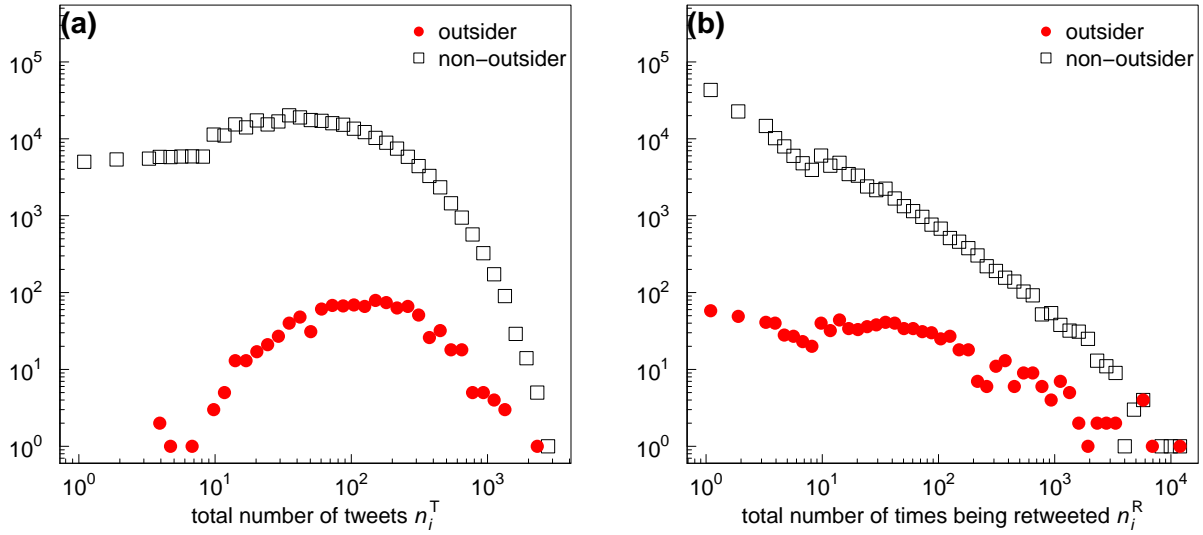 (a)
outsider
non−outsider
10^5
10^4
10^3
10^2
10^1
10^0
10^0 10^1 10^2 10^3
total number of tweets n_i^T
(b)
outsider
non−outsider
10^5
10^4
10^3
10^2
10^1
10^0
10^0 10^1 10^2 10^3 10^4
total number of times being retweeted n_i^R